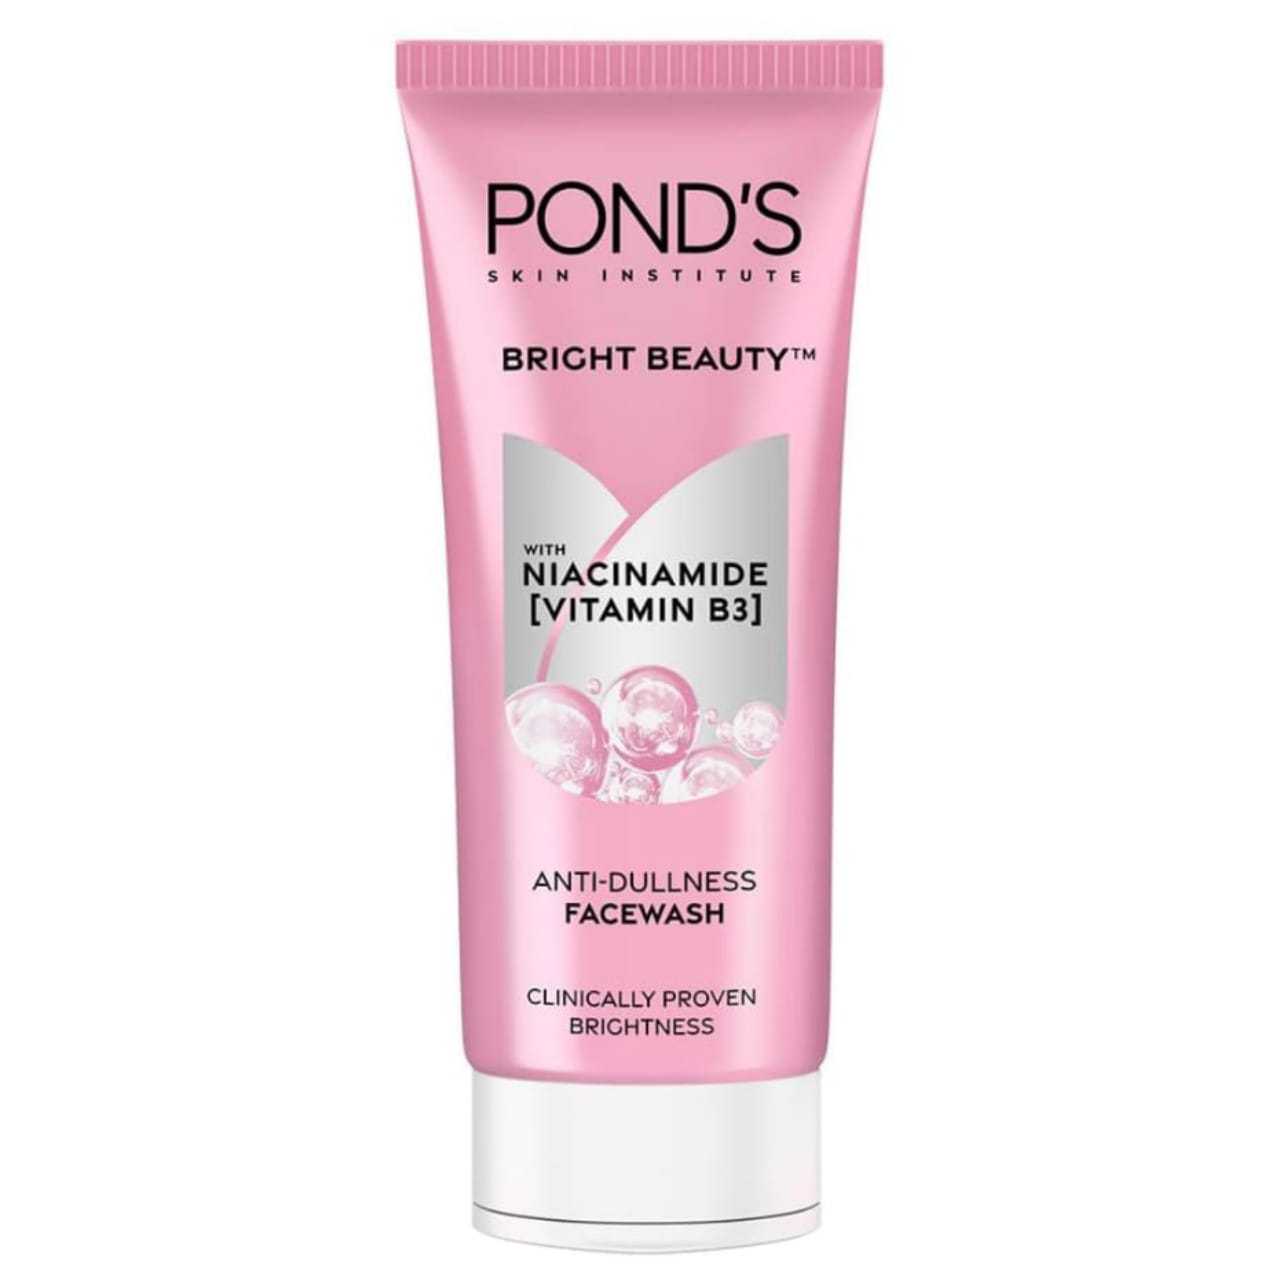 POND'S
SKIN INSTITUTE
BRIGHT BEAUTY™
WITH
NIACINAMIDE
[VITAMIN B3]
ANTI-DULLNESS
FACEWASH
CLINICALLY PROVEN
BRIGHTNESS